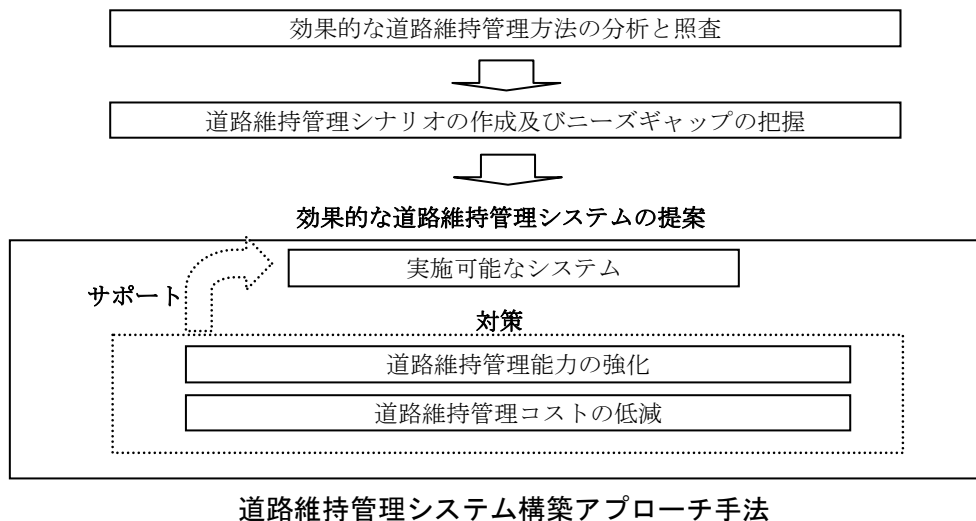 効果的な道路維持管理方法の分析と照査
道路維持管理シナリオの作成及びニーズギャップの把握
効果的な道路維持管理システムの提案
実施可能なシステム
サポート
対策
道路維持管理能力の強化
道路維持管理コストの低減
道路維持管理システム構築アプローチ手法